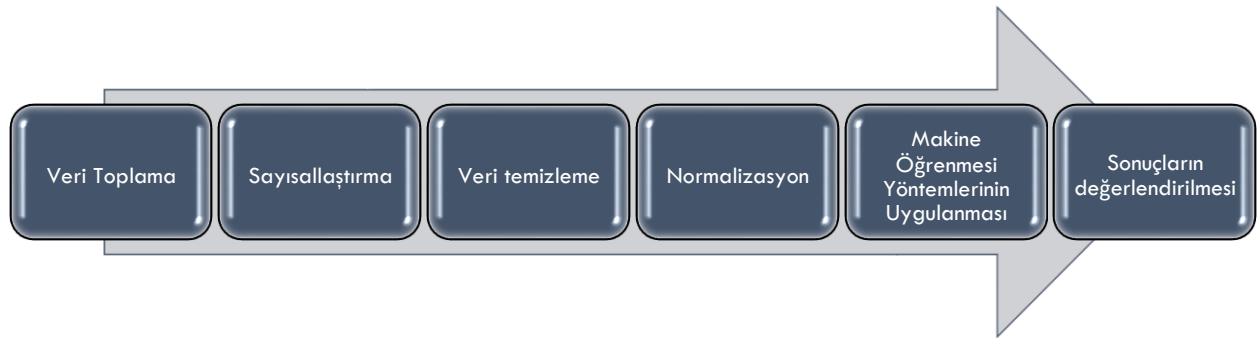 Veri Toplama
Sayısallaştırma
Veri temizleme
Normalizasyon
Makine
Öğrenmesi
Yöntemlerinin
Uygulanması
Sonuçların
değerlendirilmesi